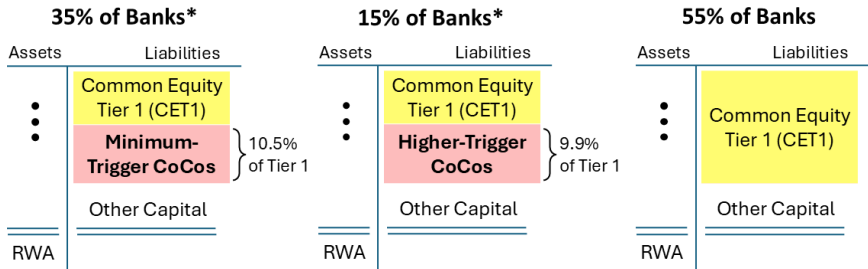 35% of Banks*
Assets Liabilities
Common Equity
Tier 1 (CET1)
Minimum-
Trigger CoCos
10.5%
of Tier 1
Other Capital
RWA
15% of Banks*
Assets Liabilities
Common Equity
Tier 1 (CET1)
Higher-Trigger
CoCos
9.9%
of Tier 1
Other Capital
RWA
55% of Banks
Assets Liabilities
Common Equity
Tier 1 (CET1)
Other Capital
RWA